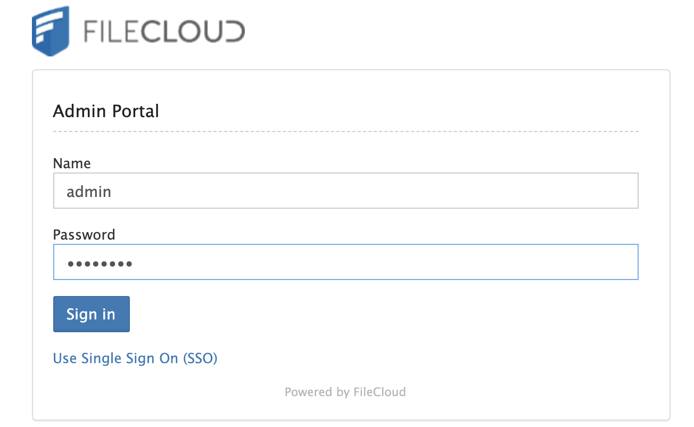 FILECLOUD
Admin Portal
Name
admin
Password
••••••••
Sign in
Use Single Sign On (SSO)
Powered by FileCloud